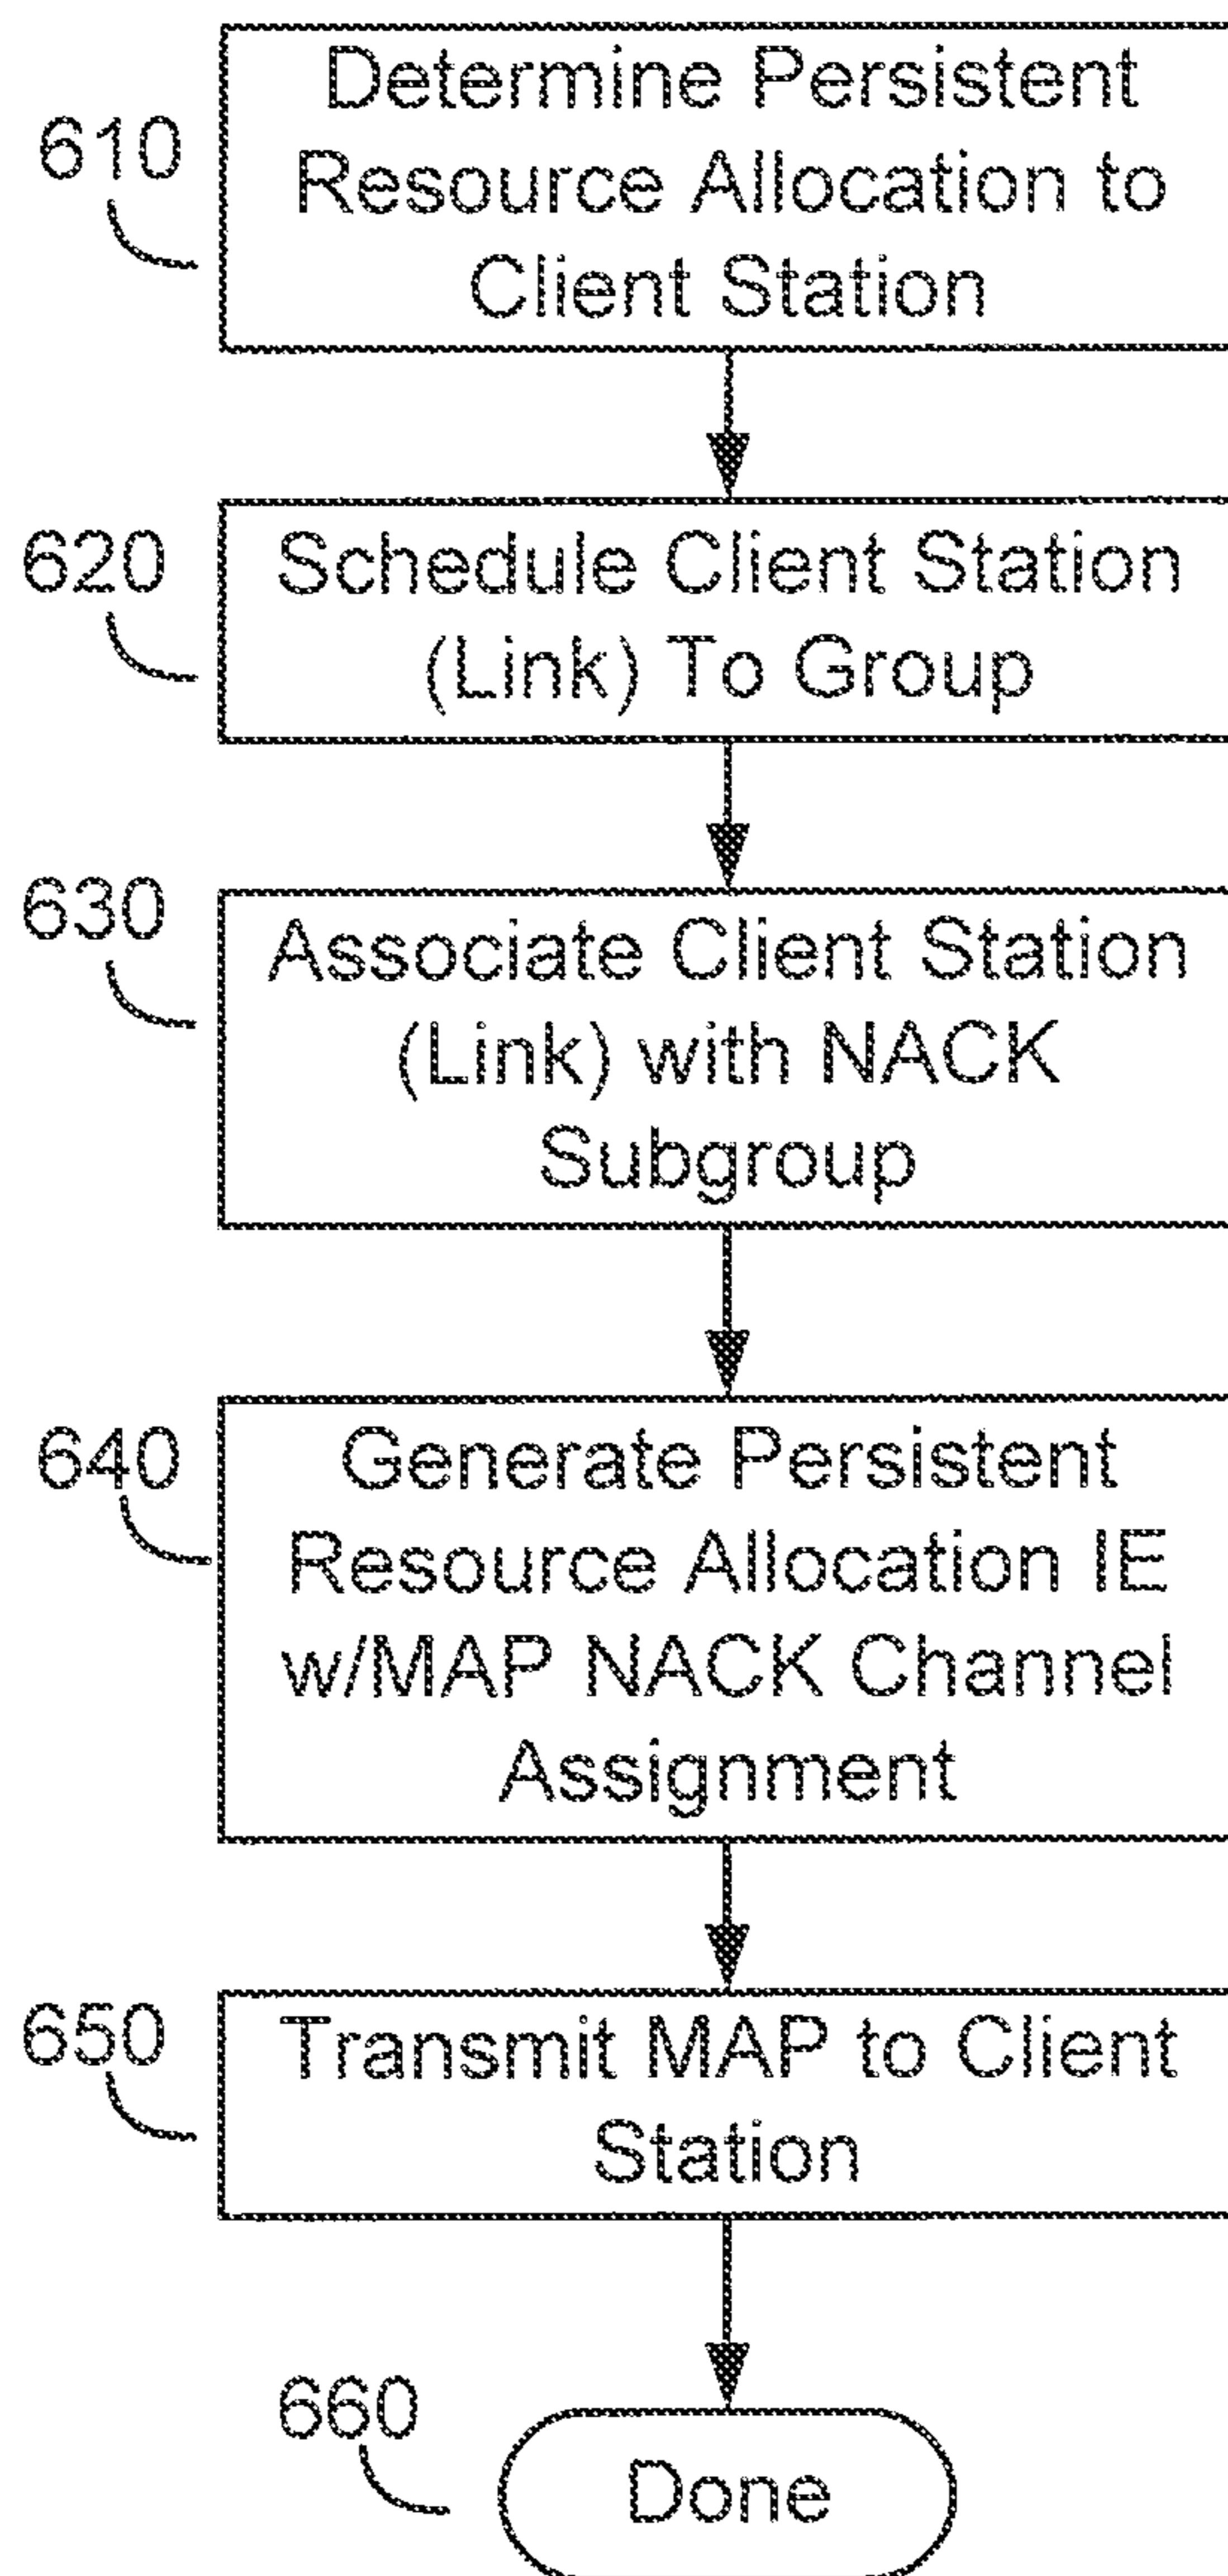 610
Determine Persistent
Resource Allocation to
Client Station
620
Schedule Client Station
(Link) To Group
630
Associate Client Station
(Link) with NACK
Subgroup
640
Generate Persistent
Resource Allocation IE
w/MAP NACK Channel
Assignment
650
Transmit MAP to Client
Station
660
Done